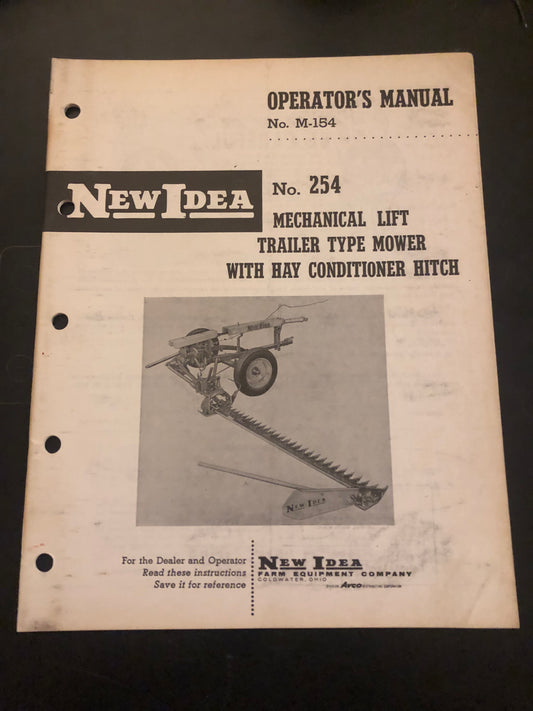 OPERATOR'S MANUAL
No. M-154
NEW IDEA
No. 254
MECHANICAL LIFT
TRAILER TYPE MOWER
WITH HAY CONDITIONER HITCH
NEW IDEA
For the Dealer and Operator
Read these instructions
Save it for reference
NEW IDEA
FARM EQUIPMENT COMPANY
COLDWATER, OHIO
Avco